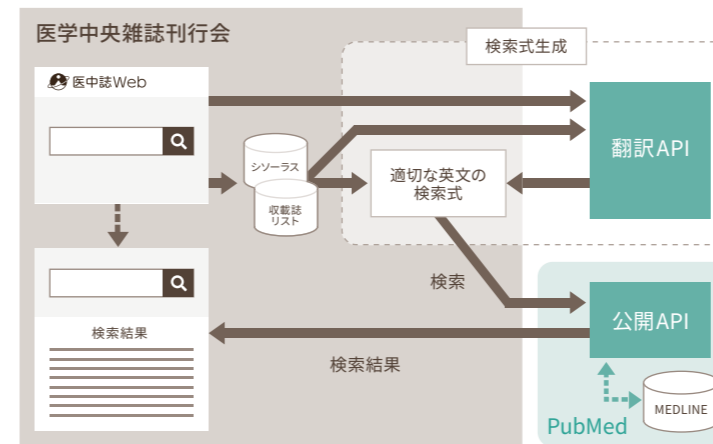 医学中央雑誌刊行会
検索式生成
医中誌Web
翻訳API
シソーラス
適切な英文の
検索式
収載誌
リスト
検索
公開API
検索結果
検索結果
MEDLINE
PubMed